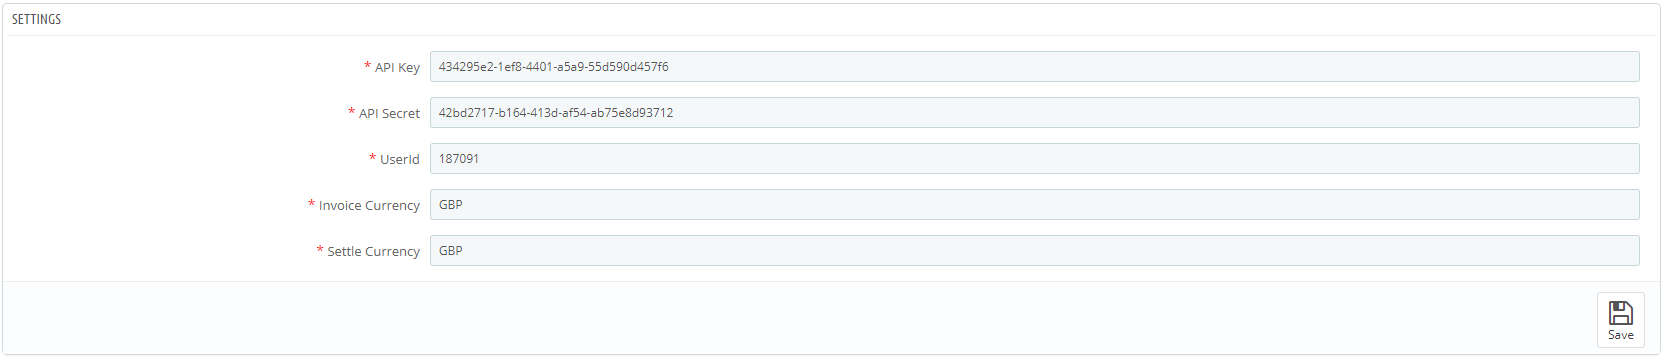 SETTINGS
* API Key 434295e2-1ef8-4401-a5a9-55d590d457f6
* API Secret 42bd2717-b164-413d-af54-ab75e8d93712
* UserId 187091
* Invoice Currency GBP
* Settle Currency GBP
Save